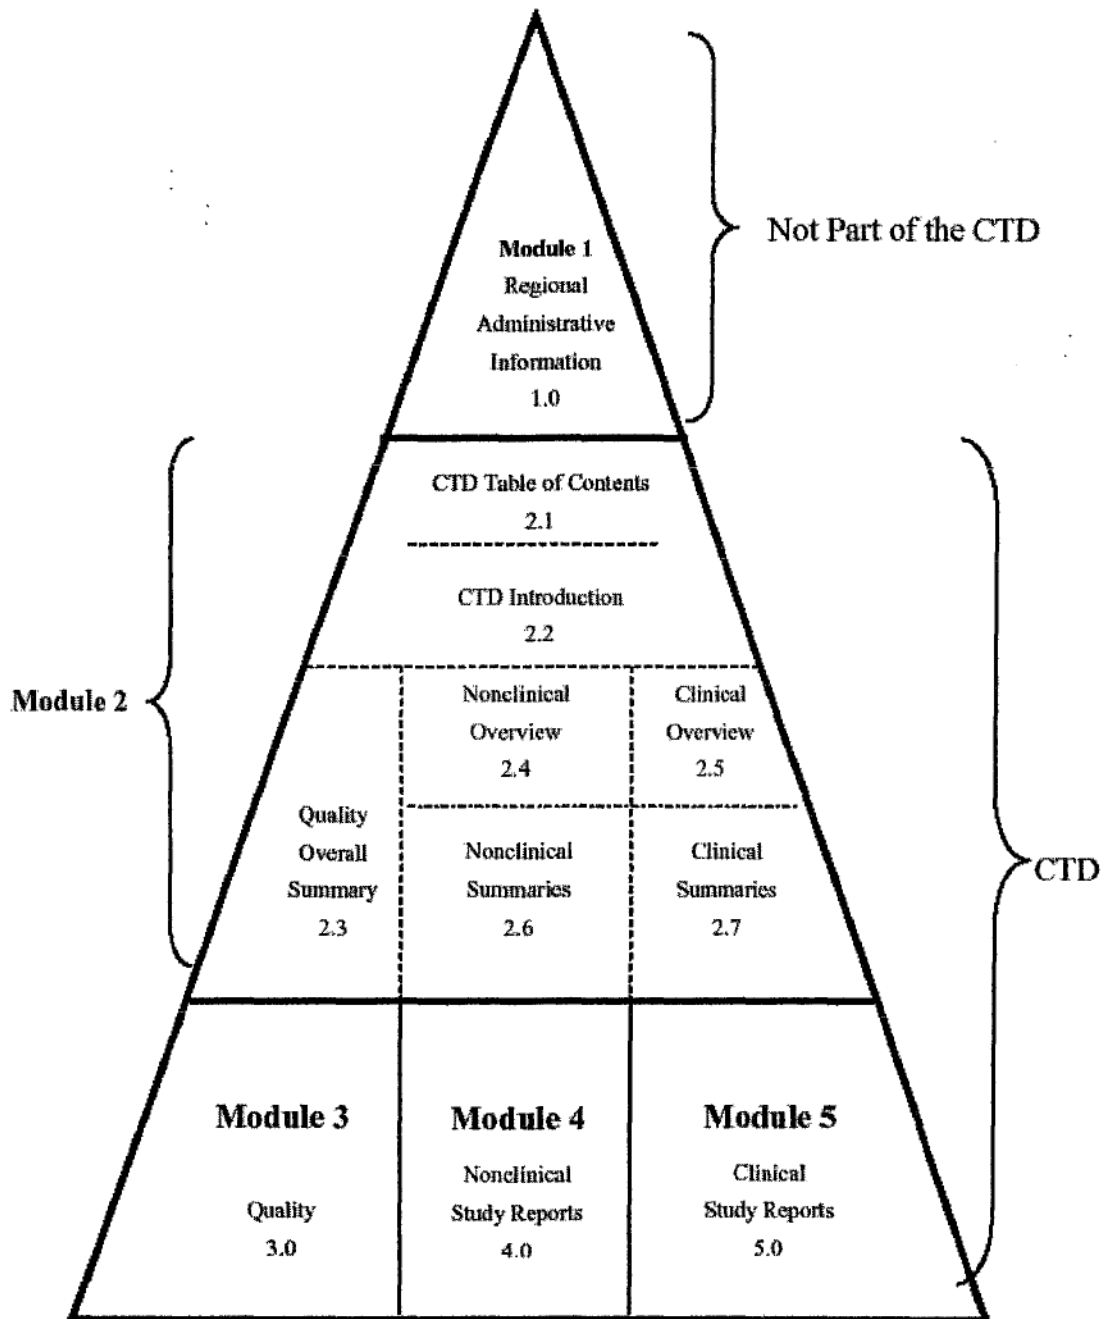 Not Part of the CTD
Module 1
Regional
Administrative
Information
1.0
CTD Table of Contents
2.1
CTD Introduction
2.2
Module 2
Nonclinical
Overview
2.4
Clinical
Overview
2.5
Quality
Overall
Summary
2.3
Nonclinical
Summaries
2.6
Clinical
Summaries
2.7
CTD
Module 3
Quality
3.0
Module 4
Nonclinical
Study Reports
4.0
Module 5
Clinical
Study Reports
5.0